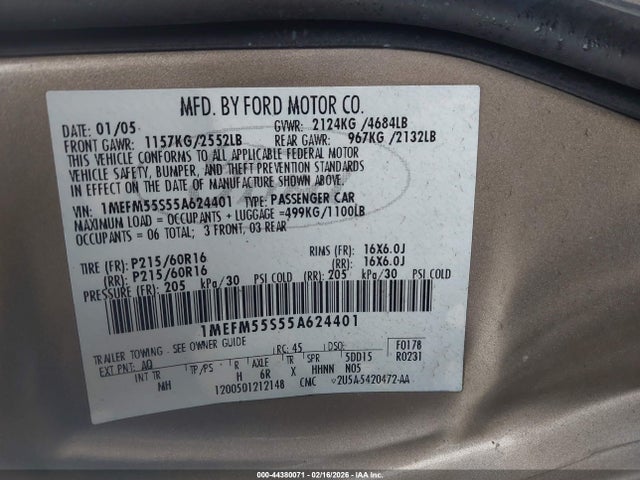 MFD. BY FORD MOTOR CO.
DATE: 01/05 GVWR: 2124KG /4684LB
FRONT GAWR: 1157KG/2552LB REAR GAWR: 967KG/2132LB
THIS VEHICLE CONFORMS TO ALL APPLICABLE FEDERAL MOTOR
VEHICLE SAFETY, BUMPER, AND THEFT PREVENTION STANDARDS
IN EFFECT ON THE DATE OF MANUFACTURE SHOWN ABOVE.
VIN: 1MEFM55S55A624401 TYPE: PASSENGER CAR
MAXIMUM LOAD = OCCUPANTS + LUGGAGE =499KG/1100LB
OCCUPANTS = 06 TOTAL; 3 FRONT, 03 REAR
TIRE (FR): P215/60R16 RIMS (FR): 16X6.0J
(RR): P215/60R16 (RR): 16X6.0J
PRESSURE (FR): 205 kPa/30 PSI COLD (RR): 205 kPa/30 PSI COLD
1MEFM55S55A624401
TRAILER TOWING - SEE OWNER GUIDE RC: 45 DSO: F0178
EXT PNT: AQ 5DD15 R0231
INT TR TP/PS R AXLE TR SPR N05
NH H 6R X HHNN
1200501212148 CMC v2U5A-5420472-AA
000-44380071 - 02/16/2026 - IAA Inc.